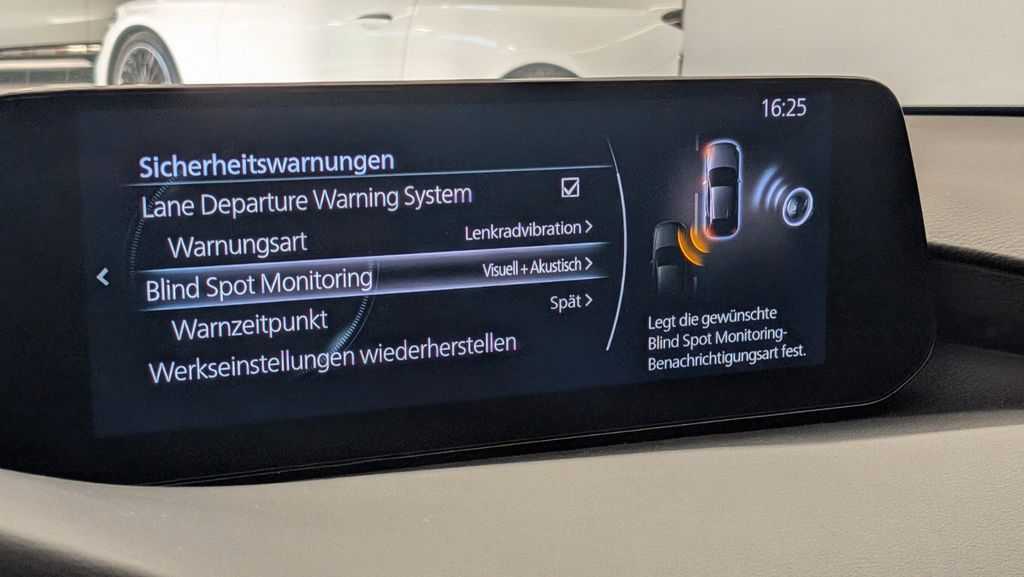 16:25
Sicherheitswarnungen
Lane Departure Warning System
Warnungsart Lenkradvibration
Blind Spot Monitoring Visuell + Akustisch
Warnzeitpunkt Spät
Werkseinstellungen wiederherstellen
Legt die gewünschte
Blind Spot Monitoring-
Benachrichtigungsart fest.